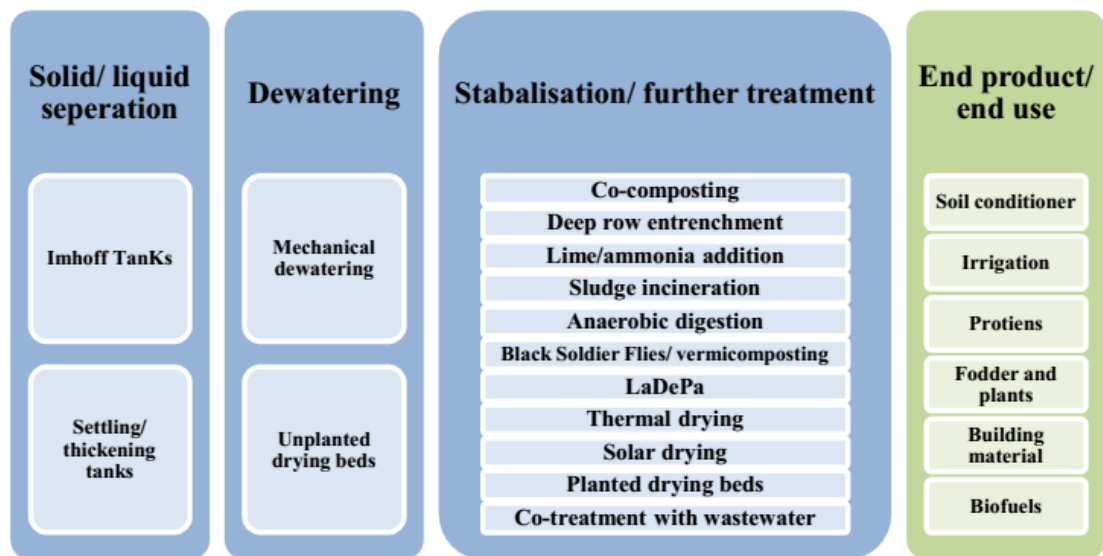 Solid/ liquid
seperation
Imhoff TanKs
Settling/
thickening
tanks
Dewatering
Mechanical
dewatering
Unplanted
drying beds
Stabalisation/ further treatment
Co-composting
Deep row entrenchment
Lime/ammonia addition
Sludge incineration
Anaerobic digestion
Black Soldier Flies/ vermicomposting
LaDePa
Thermal drying
Solar drying
Planted drying beds
Co-treatment with wastewater
End product/
end use
Soil conditioner
Irrigation
Protiens
Fodder and
plants
Building
material
Biofuels